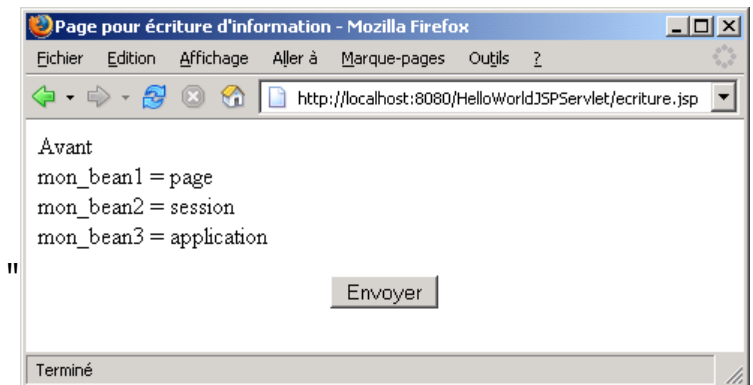 Page pour écriture d'information - Mozilla Firefox
Fichier Edition Affichage Aller à Marque-pages Outils ?
http://localhost:8080/HelloWorldJSPServlet/ecriture.jsp
Avant
mon_bean1 = page
mon_bean2 = session
mon_bean3 = application
"
Envoyer
Terminé